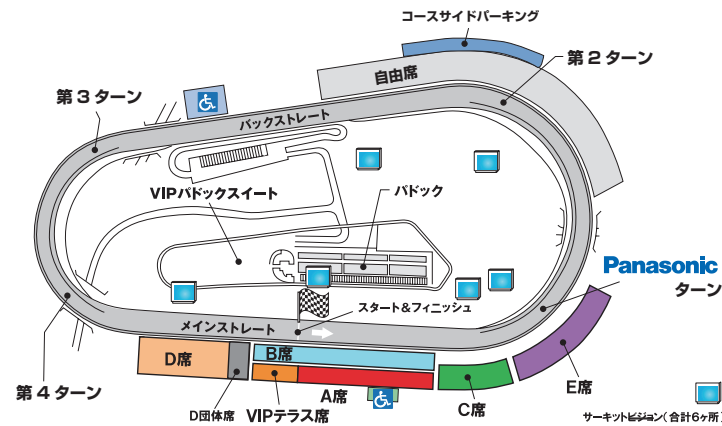 コースサイドパーキング
第2ターン
自由席
第3ターン
バックストレート
VIPパドックスイート
パドック
Panasonic
ターン
スタート&フィニッシュ
メインストレート
B席
D席
A席
E席
C席
第4ターン
D団体席
VIPテラス席
サーキットビジョン(合計6ヶ所)